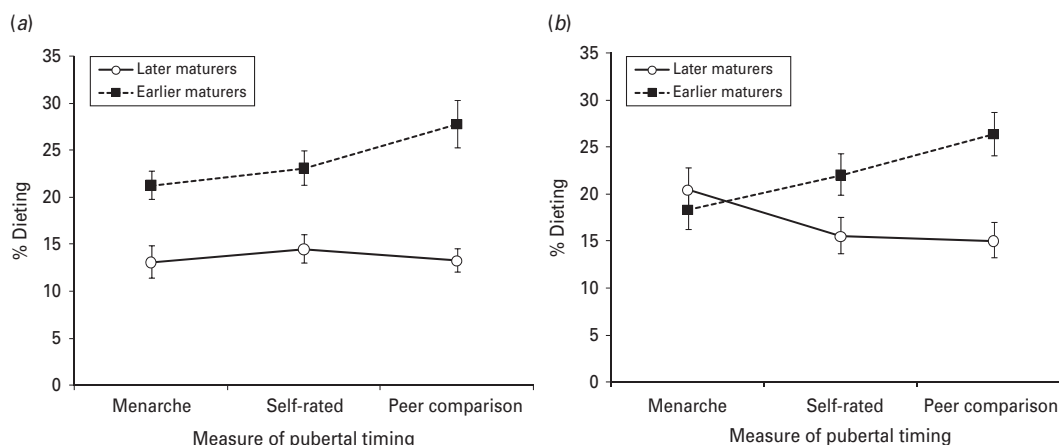 (a)
35
30
25
20
15
10
5
0
% Dieting
Later maturers
Earlier maturers
Menarche Self-rated Peer comparison
Measure of pubertal timing
(b)
35
30
25
20
15
10
5
0
% Dieting
Later maturers
Earlier maturers
Menarche Self-rated Peer comparison
Measure of pubertal timing